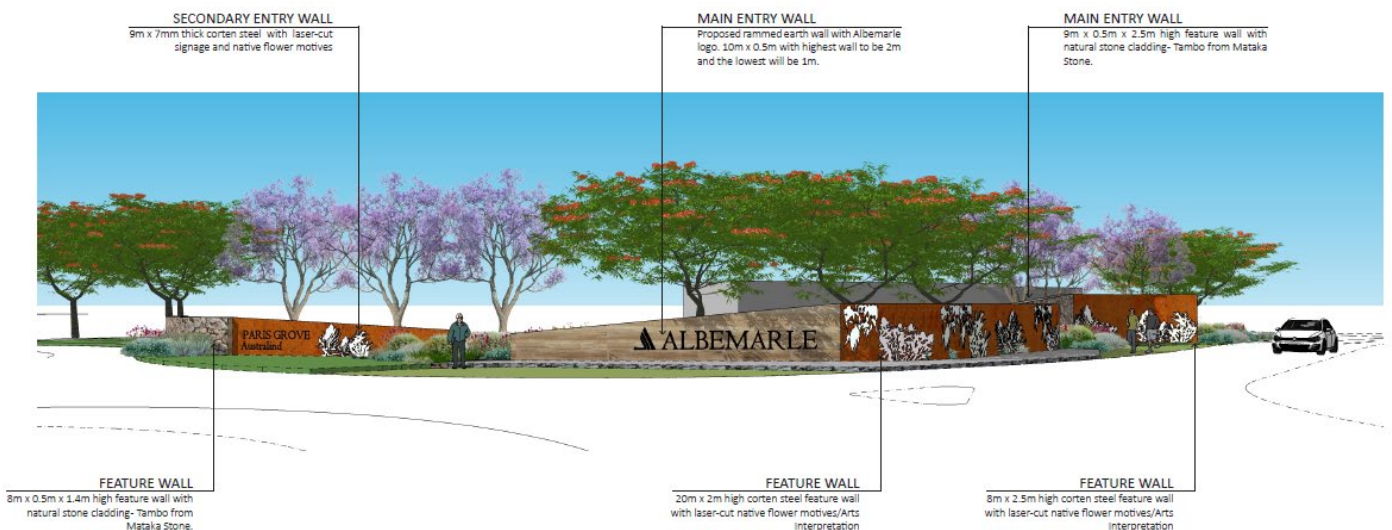 SECONDARY ENTRY WALL
9m x 7mm thick corten steel with laser-cut
signage and native flower motives
MAIN ENTRY WALL
Proposed rammed earth wall with Albemarle
logo. 10m x 0.5m with highest wall to be 2m
and the lowest will be 1m.
MAIN ENTRY WALL
9m x 0.5m x 2.5m high feature wall with
natural stone cladding- Tambo from Mataka
Stone.
PARIS GROVE
Australind
ALBEMARLE
FEATURE WALL
8m x 0.5m x 1.4m high feature wall with
natural stone cladding- Tambo from
Mataka Stone.
FEATURE WALL
20m x 2m high corten steel feature wall
with laser-cut native flower motives/Arts
Interpretation
FEATURE WALL
8m x 2.5m high corten steel feature wall
with laser-cut native flower motives/Arts
Interpretation